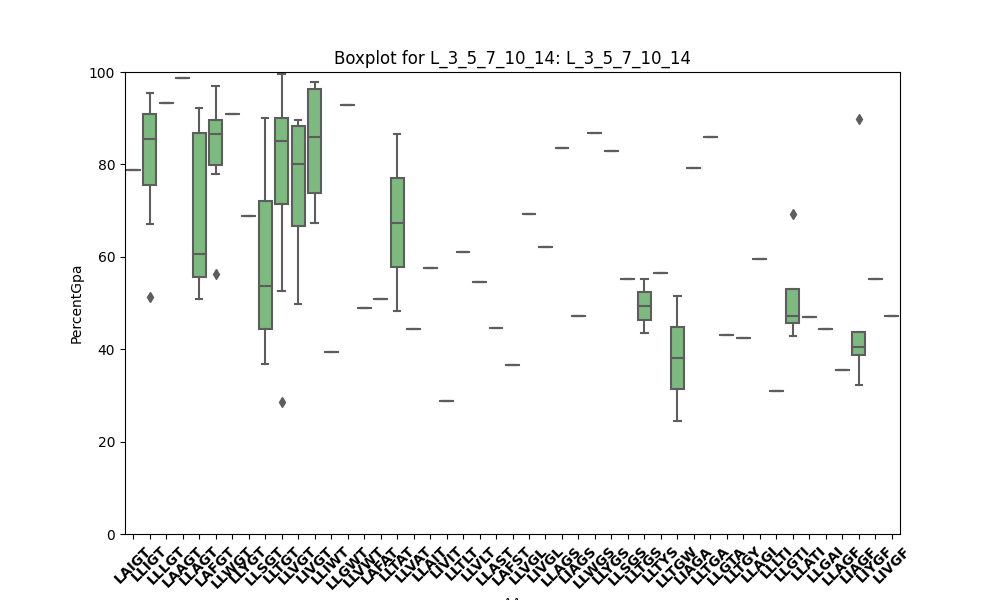 Boxplot for L_3_5_7_10_14: L_3_5_7_10_14
100
80
60
40
20
0
PercentGpa
LAIGT
LLIGT
LLLGT
LAAGT
LLAGT
LAFGT
LLWGT
LLYGT
LLSGT
LLTGT
LLVGT
LIVGT
LLIWT
LLGWT
LLVWT
LAFAT
LLTAT
LLVAT
LLAIT
LIVIT
LLTLT
LLVLT
LLAST
LAFST
LLVGL
LIVGL
LLAGS
LIAGS
LLWGS
LLYGS
LLSGS
LLTGS
LLTYS
LLTGW
LIAGA
LLTGA
LLGTA
LLTGY
LLAGI
LLLTI
LLGTI
LLATI
LLGAI
LLAGF
LIAGF
LIYGF
LIVGF